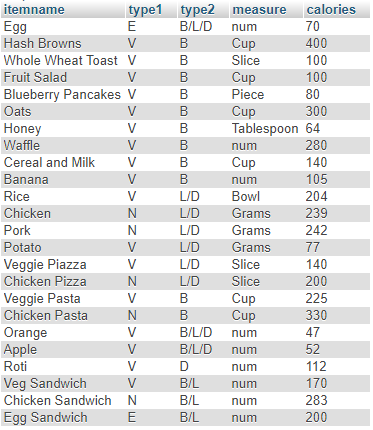 itemname type1 type2 measure calories
Egg E B/L/D num 70
Hash Browns V B Cup 400
Whole Wheat Toast V B Slice 100
Fruit Salad V B Cup 100
Blueberry Pancakes V B Piece 80
Oats V B Cup 300
Honey V B Tablespoon 64
Waffle V B num 280
Cereal and Milk V B Cup 140
Banana V B num 105
Rice V L/D Bowl 204
Chicken N L/D Grams 239
Pork N L/D Grams 242
Potato V L/D Grams 77
Veggie Piazza V L/D Slice 140
Chicken Pizza N L/D Slice 200
Veggie Pasta V B Cup 225
Chicken Pasta N B Cup 330
Orange V B/L/D num 47
Apple V B/L/D num 52
Roti V D num 112
Veg Sandwich V B/L num 170
Chicken Sandwich N B/L num 283
Egg Sandwich E B/L num 200